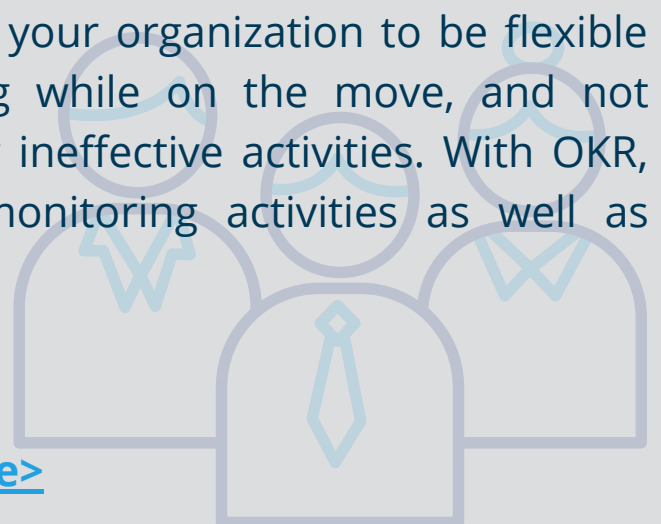 your organization to be flexible
g while on the move, and not
ineffective activities. With OKR,
monitoring activities as well as
e>